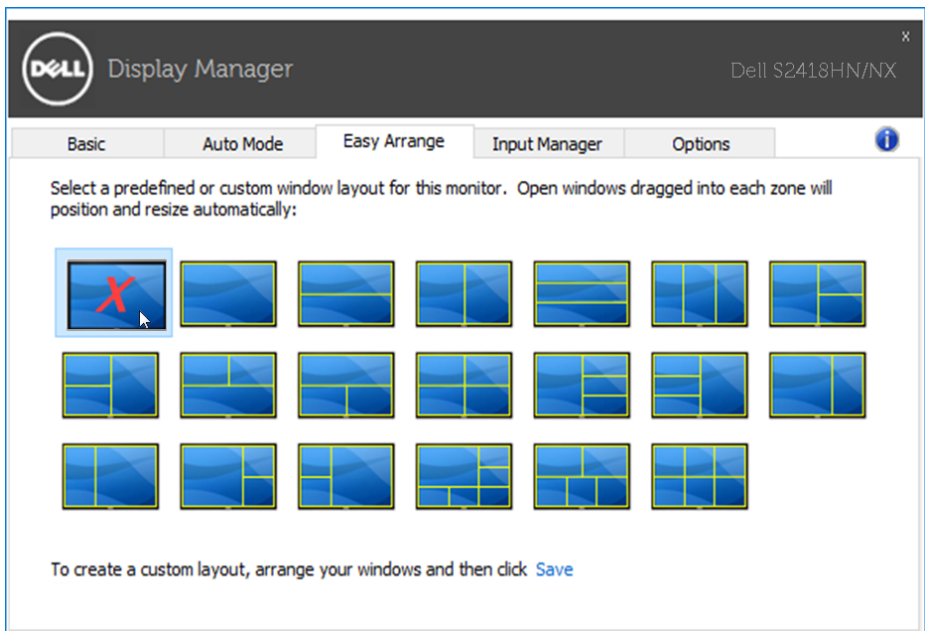 X
DELL
Display Manager
Dell S2418HN/NX
Basic
Auto Mode
Easy Arrange
Input Manager
Options
i
Select a predefined or custom window layout for this monitor. Open windows dragged into each zone will
position and resize automatically:
X
To create a custom layout, arrange your windows and then click Save